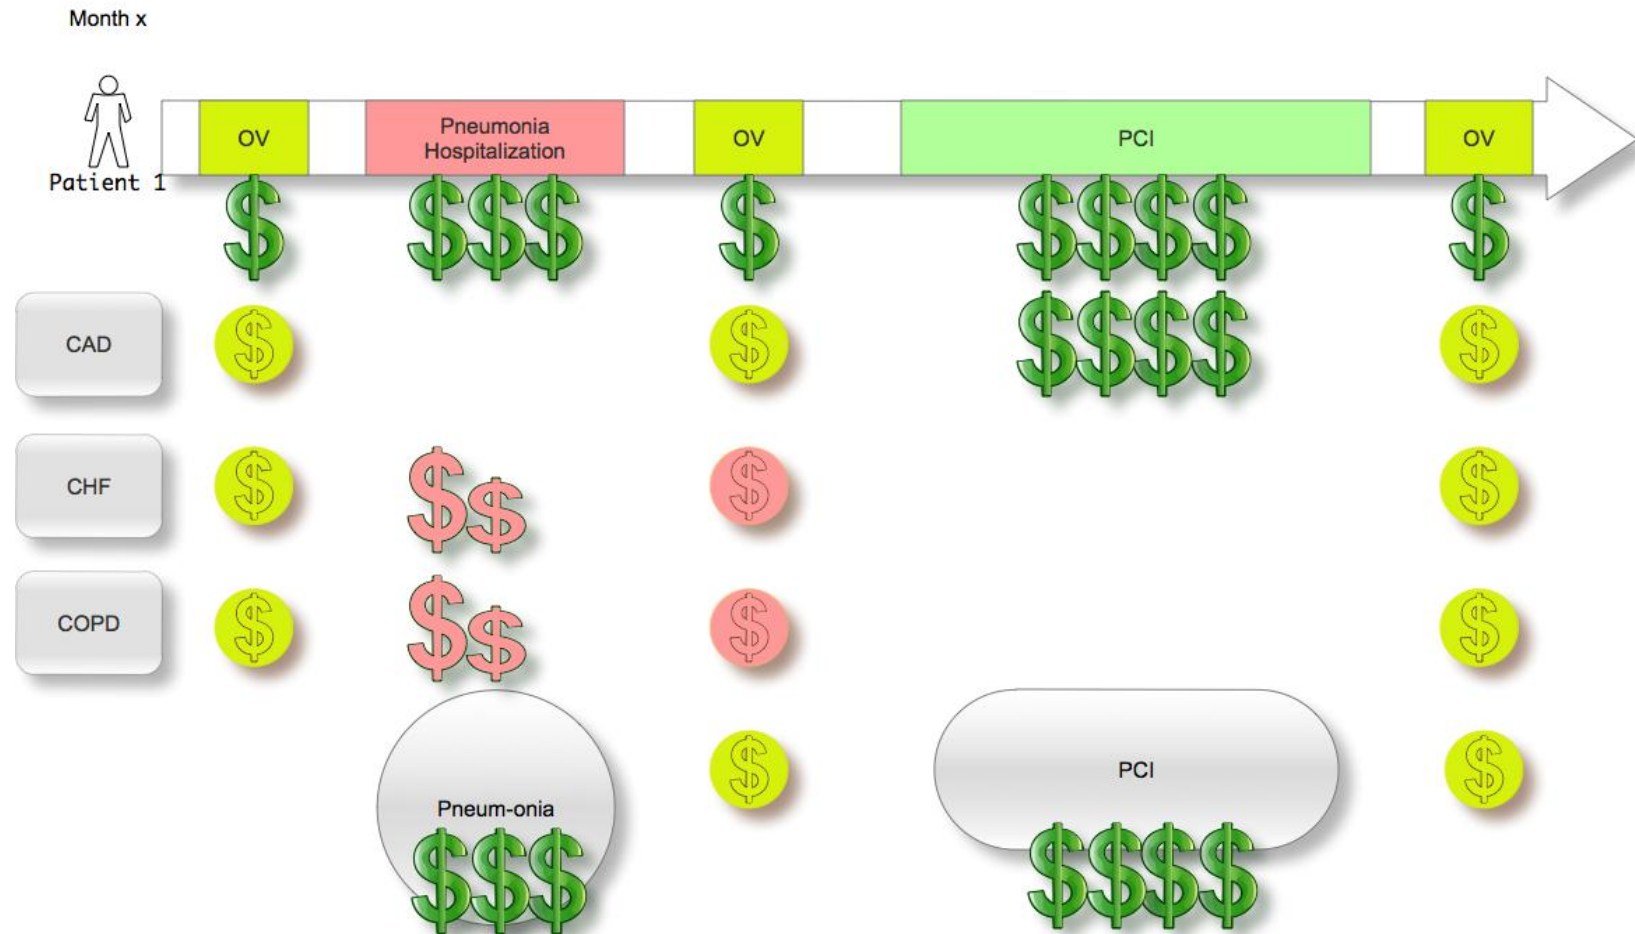 Month x
Patient 1
OV
Pneumonia
Hospitalization
OV
PCI
OV
$
$$$
$
$$$$
$
CAD
$
$
$$$$
$
CHF
$
$$
$
$
COPD
$
$$
$
$
Pneum-onia
$$$
$
PCI
$$$$
$